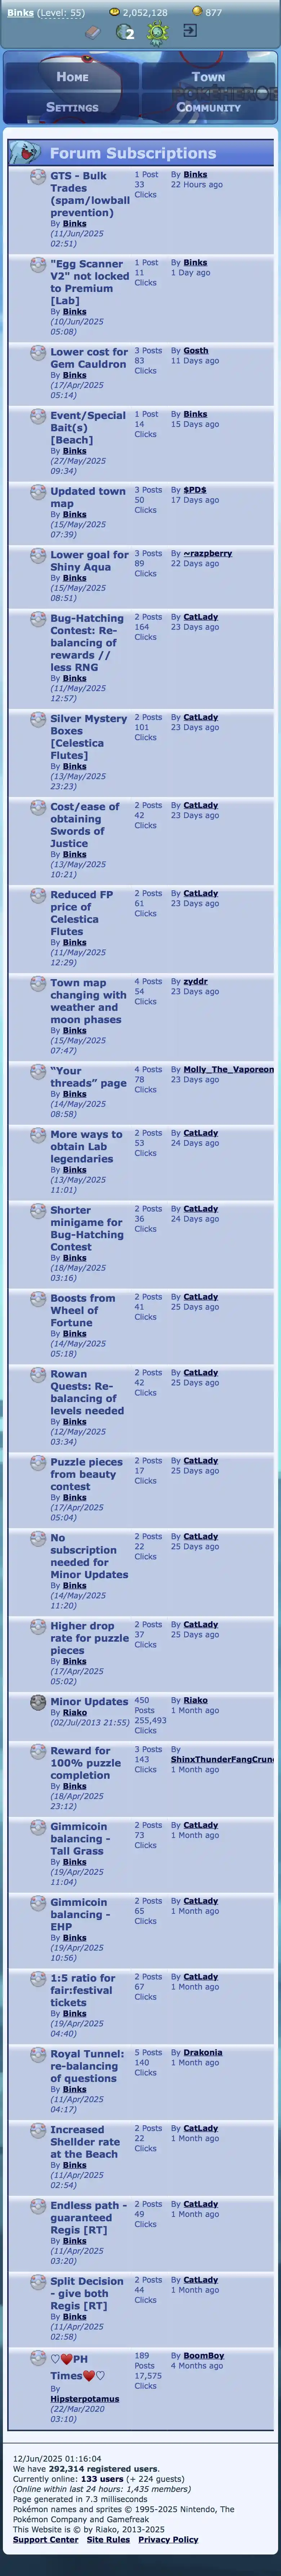 Binks (Level: 55) 2,052,128 877
2
Home Town
Settings Community
Forum Subscriptions
GTS - Bulk Trades (spam/lowball prevention)
By Binks
(11/Jun/2025 02:51)
1 Post
33 Clicks
By Binks
22 Hours ago
"Egg Scanner V2" not locked to Premium [Lab]
By Binks
(10/Jun/2025 05:08)
1 Post
11 Clicks
By Binks
1 Day ago
Lower cost for Gem Cauldron
By Binks
(17/Apr/2025 05:14)
3 Posts
83 Clicks
By Gosth
11 Days ago
Event/Special Bait(s) [Beach]
By Binks
(27/May/2025 09:34)
1 Post
14 Clicks
By Binks
15 Days ago
Updated town map
By Binks
(15/May/2025 07:39)
3 Posts
50 Clicks
By $PD$
17 Days ago
Lower goal for Shiny Aqua
By Binks
(15/May/2025 08:51)
3 Posts
89 Clicks
By ~razpberry
22 Days ago
Bug-Hatching Contest: Re-balancing of rewards // less RNG
By Binks
(11/May/2025 12:57)
2 Posts
164 Clicks
By CatLady
23 Days ago
Silver Mystery Boxes [Celestica Flutes]
By Binks
(13/May/2025 23:23)
2 Posts
101 Clicks
By CatLady
23 Days ago
Cost/ease of obtaining Swords of Justice
By Binks
(13/May/2025 10:21)
2 Posts
42 Clicks
By CatLady
23 Days ago
Reduced FP price of Celestica Flutes
By Binks
(11/May/2025 12:29)
2 Posts
61 Clicks
By CatLady
23 Days ago
Town map changing with weather and moon phases
By Binks
(15/May/2025 07:47)
4 Posts
54 Clicks
By zyddr
23 Days ago
“Your threads” page
By Binks
(14/May/2025 08:58)
4 Posts
78 Clicks
By Molly_The_Vaporeon
23 Days ago
More ways to obtain Lab legendaries
By Binks
(13/May/2025 11:01)
2 Posts
53 Clicks
By CatLady
24 Days ago
Shorter minigame for Bug-Hatching Contest
By Binks
(18/May/2025 03:16)
2 Posts
36 Clicks
By CatLady
24 Days ago
Boosts from Wheel of Fortune
By Binks
(14/May/2025 05:18)
2 Posts
41 Clicks
By CatLady
25 Days ago
Rowan Quests: Re-balancing of levels needed
By Binks
(12/May/2025 03:34)
2 Posts
42 Clicks
By CatLady
25 Days ago
Puzzle pieces from beauty contest
By Binks
(17/Apr/2025 05:04)
2 Posts
17 Clicks
By CatLady
25 Days ago
No subscription needed for Minor Updates
By Binks
(14/May/2025 11:20)
2 Posts
22 Clicks
By CatLady
25 Days ago
Higher drop rate for puzzle pieces
By Binks
(17/Apr/2025 05:02)
2 Posts
37 Clicks
By CatLady
25 Days ago
Minor Updates
By Riako
(02/Jul/2013 21:55)
450 Posts
255,493 Clicks
By Riako
1 Month ago
Reward for 100% puzzle completion
By Binks
(18/Apr/2025 23:12)
3 Posts
143 Clicks
By
ShinxThunderFangCrun
1 Month ago
Gimmicoin balancing - Tall Grass
By Binks
(19/Apr/2025 11:04)
2 Posts
73 Clicks
By CatLady
1 Month ago
Gimmicoin balancing - EHP
By Binks
(19/Apr/2025 10:56)
2 Posts
65 Clicks
By CatLady
1 Month ago
1:5 ratio for fair:festival tickets
By Binks
(19/Apr/2025 04:40)
2 Posts
67 Clicks
By CatLady
1 Month ago
Royal Tunnel: re-balancing of questions
By Binks
(11/Apr/2025 04:17)
5 Posts
140 Clicks
By Drakonia
1 Month ago
Increased Shellder rate at the Beach
By Binks
(11/Apr/2025 02:54)
2 Posts
22 Clicks
By CatLady
1 Month ago
Endless path - guaranteed Regis [RT]
By Binks
(11/Apr/2025 03:20)
2 Posts
49 Clicks
By CatLady
1 Month ago
Split Decision - give both Regis [RT]
By Binks
(11/Apr/2025 02:58)
2 Posts
44 Clicks
By CatLady
1 Month ago
♡♥PH Times♥♡
By Hipsterpotamus
(22/Mar/2020 03:10)
189 Posts
17,575 Clicks
By BoomBoy
4 Months ago
12/Jun/2025 01:16:04
We have 292,314 registered users.
Currently online: 133 users (+ 224 guests)
(Online within last 24 hours: 1,435 members)
Page generated in 7.3 milliseconds
Pokémon names and sprites © 1995-2025 Nintendo, The
Pokémon Company and Gamefreak
This Website is © by Riako, 2013-2025
Support Center Site Rules Privacy Policy